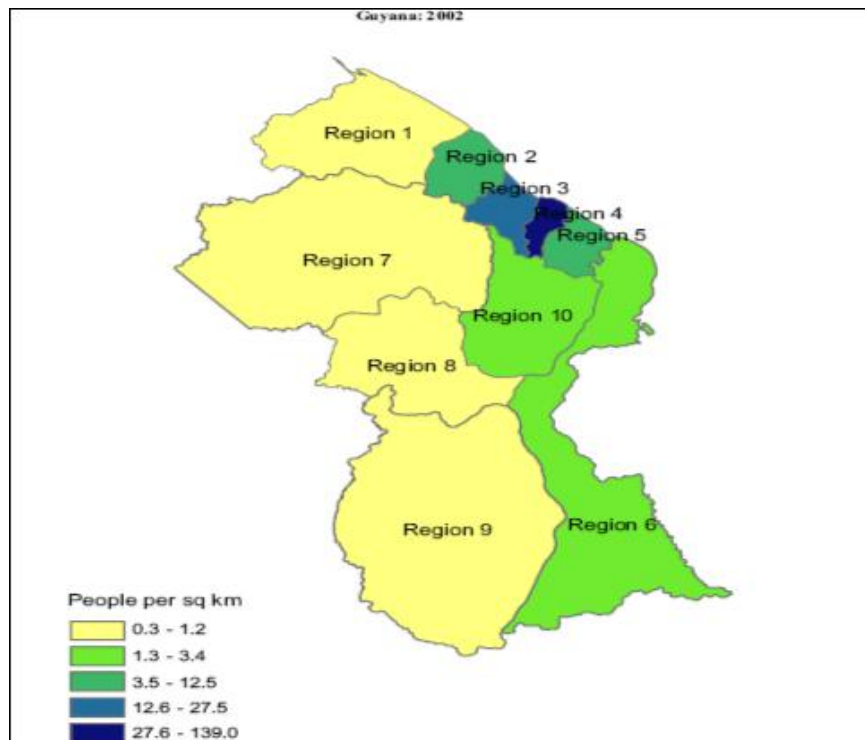 Guyana: 2002
Region 1
Region 2
Region 3
Region 4
Region 5
Region 7
Region 10
Region 8
Region 9
Region 6
People per sq km
0.3 - 1.2
1.3 - 3.4
3.5 - 12.5
12.6 - 27.5
27.6 - 139.0